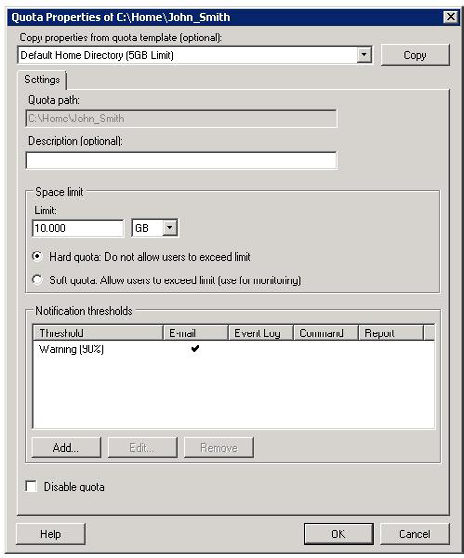 Quota Properties of C:\Home\John_Smith
Copy properties from quota template (optional):
Default Home Directory (5GB Limit)
Copy
Settings
Quota path:
C:\Home\John_Smith
Description (optional):
Space limit
Limit:
10.000 GB
Hard quota: Do not allow users to exceed limit
Soft quota: Allow users to exceed limit (use for monitoring)
Notification thresholds
Threshold E-mail Event Log Command Report
Warning (90%)
Add... Edit... Remove
Disable quota
Help OK Cancel